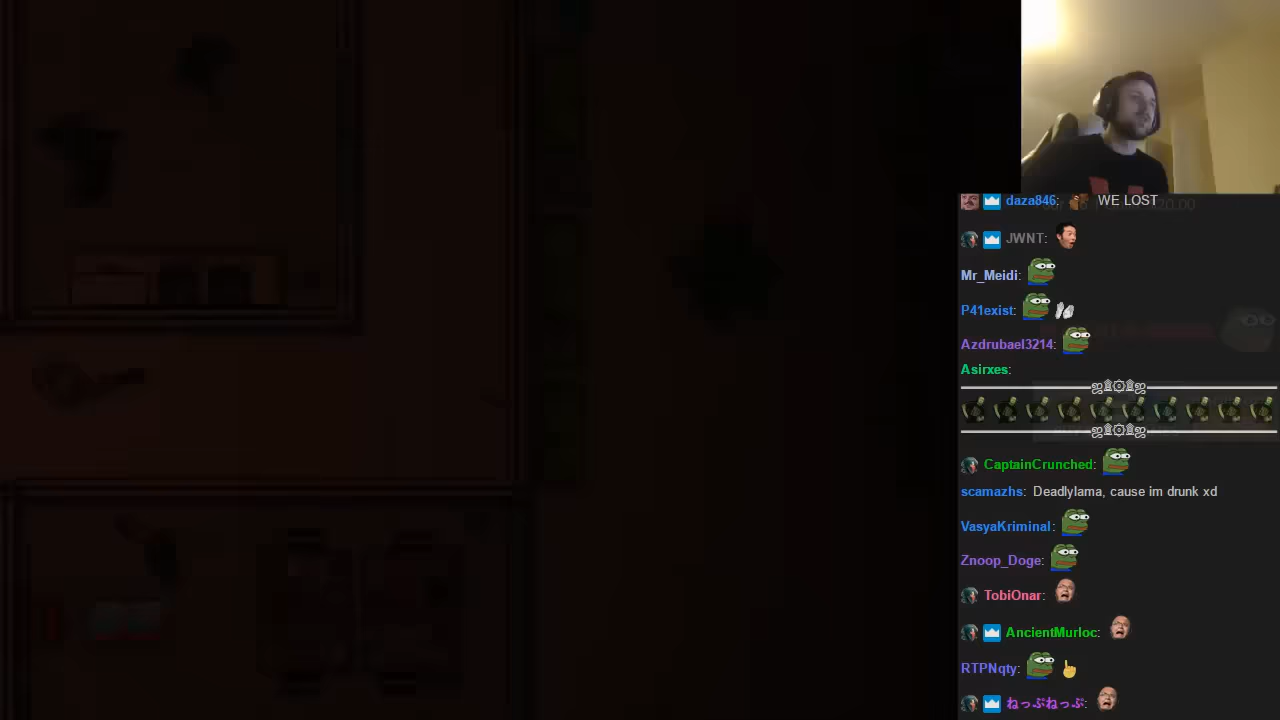 daza846: WE LOST
JWNT:
Mr_Meidi:
P41exist:
Azdrubael3214:
Asirxes:
CaptainCrunched:
scamazhs: Deadlylama, cause im drunk xd
VasyaKriminal:
Znoop_Doge:
TobiOnar:
AncientMurloc:
RTPNqty:
ねっぷねっぷ: